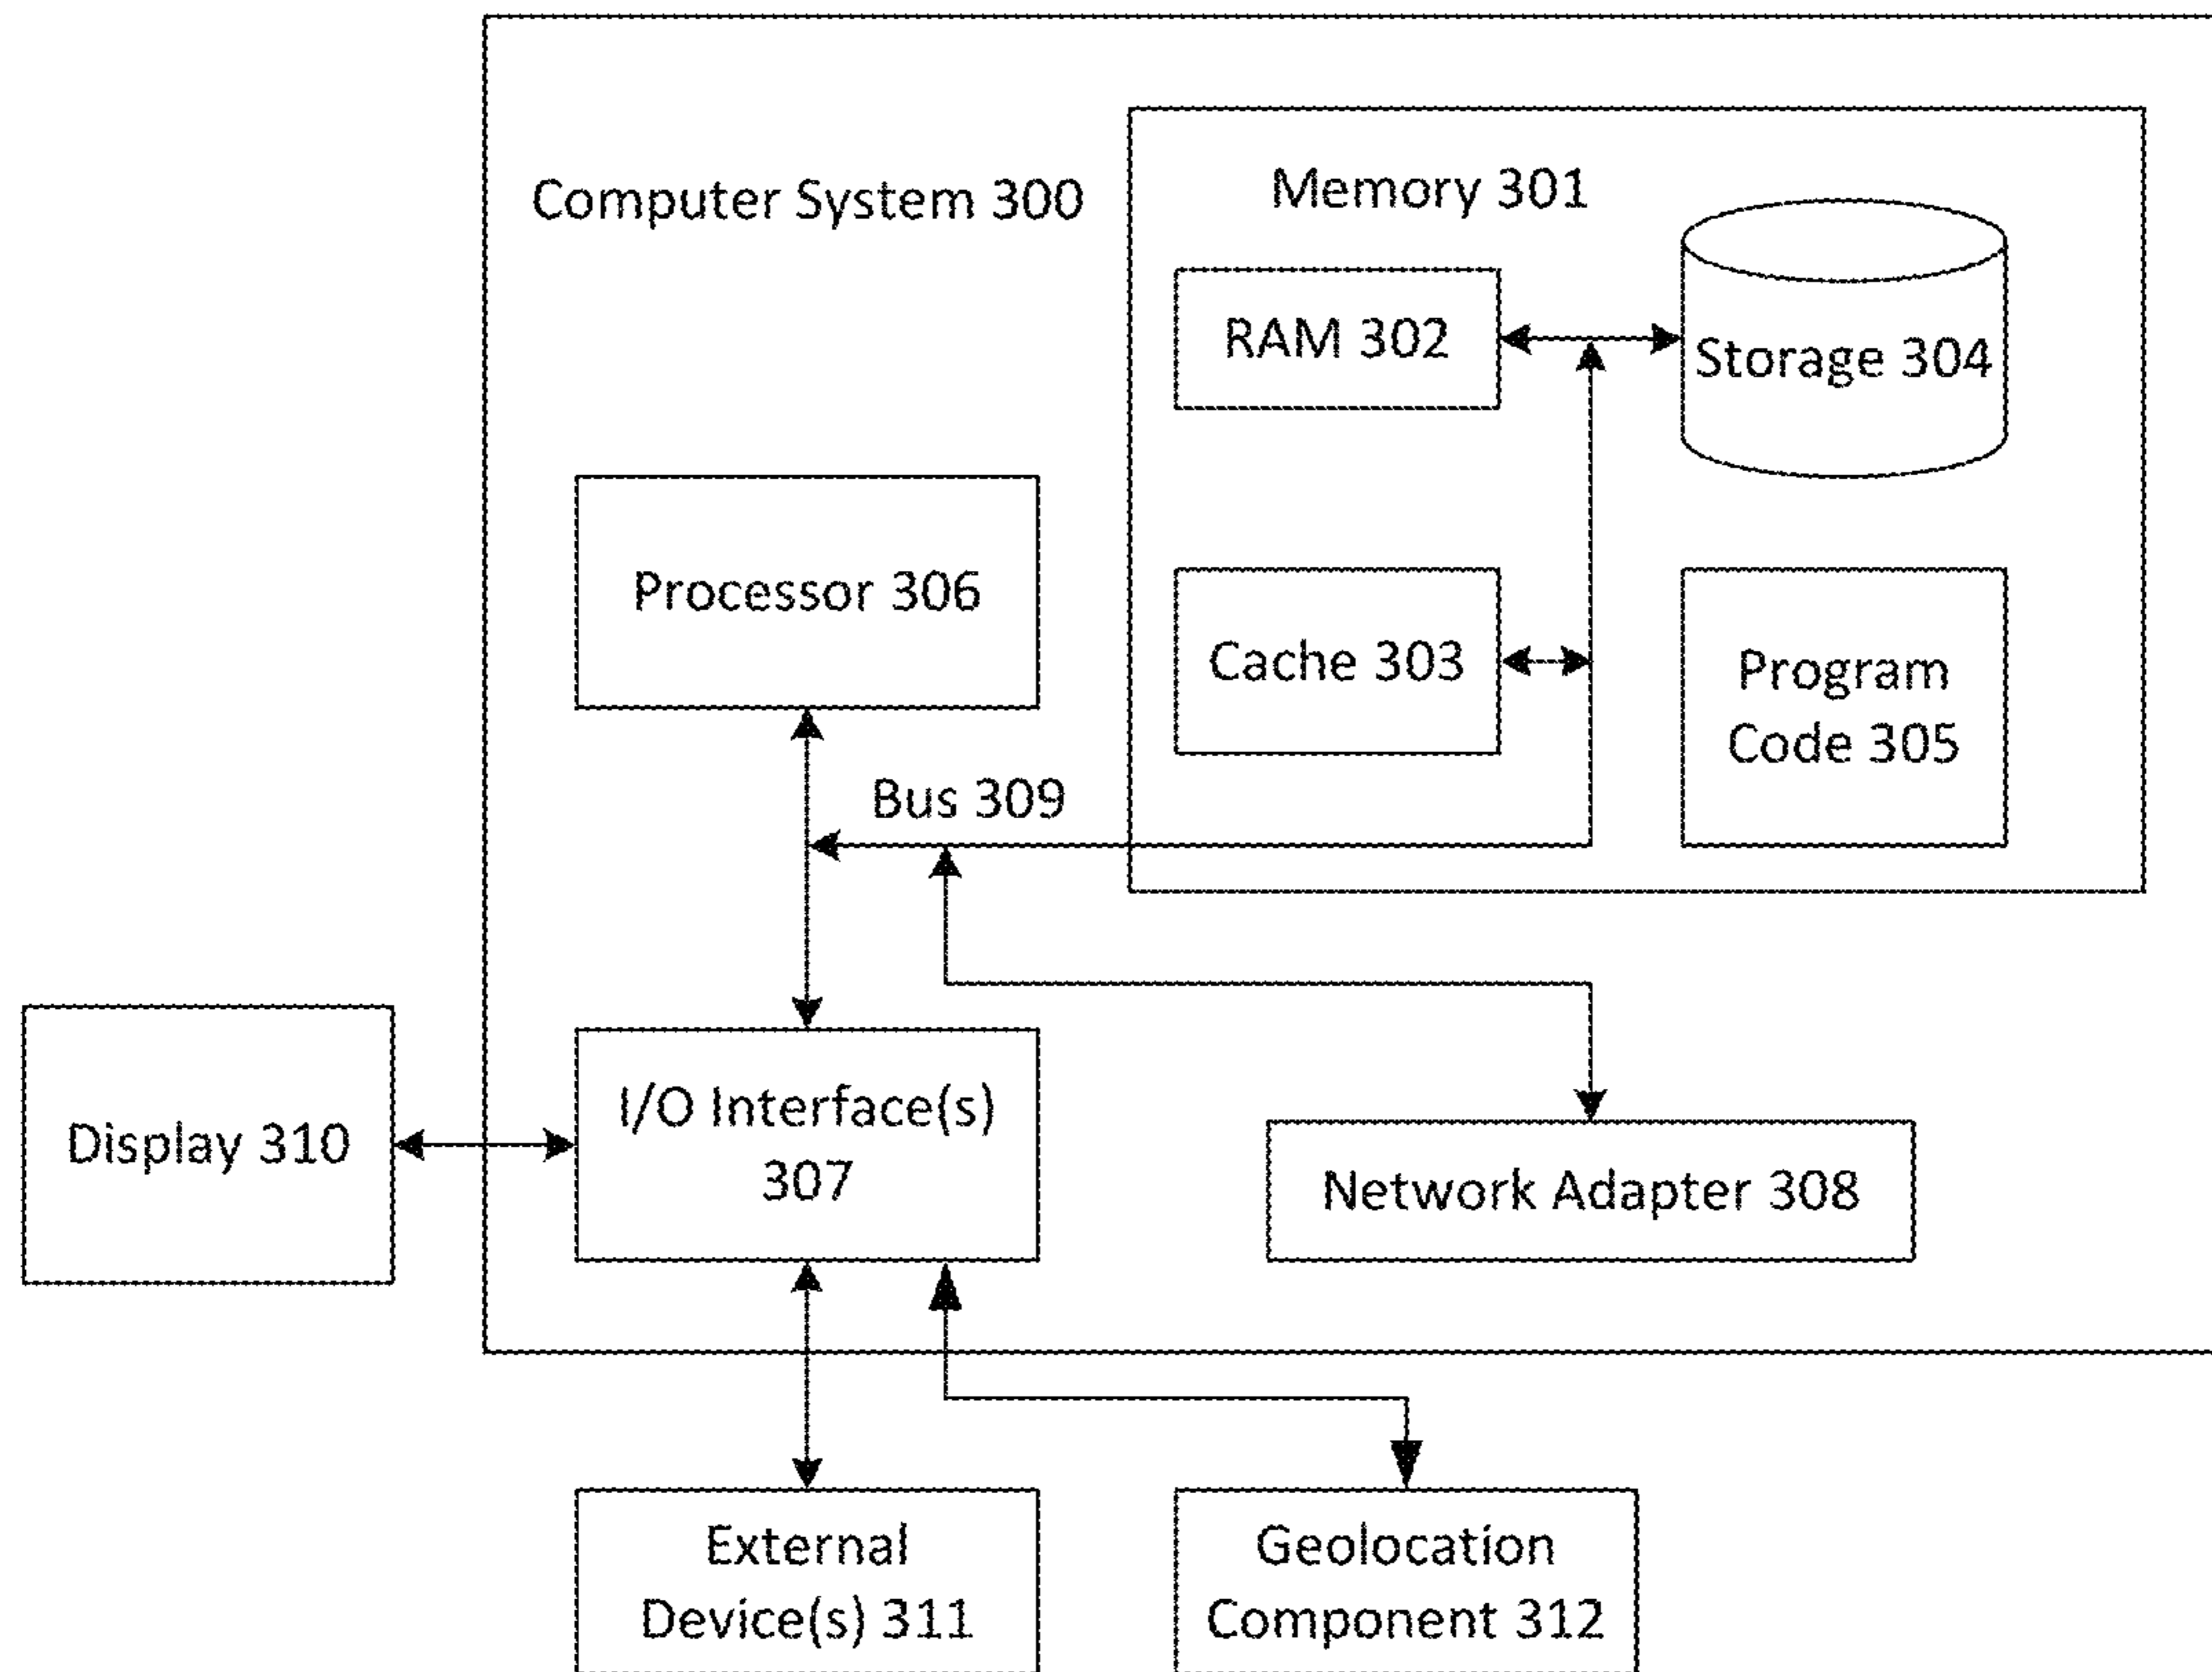 Computer System 300
Memory 301
RAM 302
Storage 304
Processor 306
Cache 303
Program
Code 305
Bus 309
Display 310
I/O Interface(s)
307
Network Adapter 308
External
Device(s) 311
Geolocation
Component 312